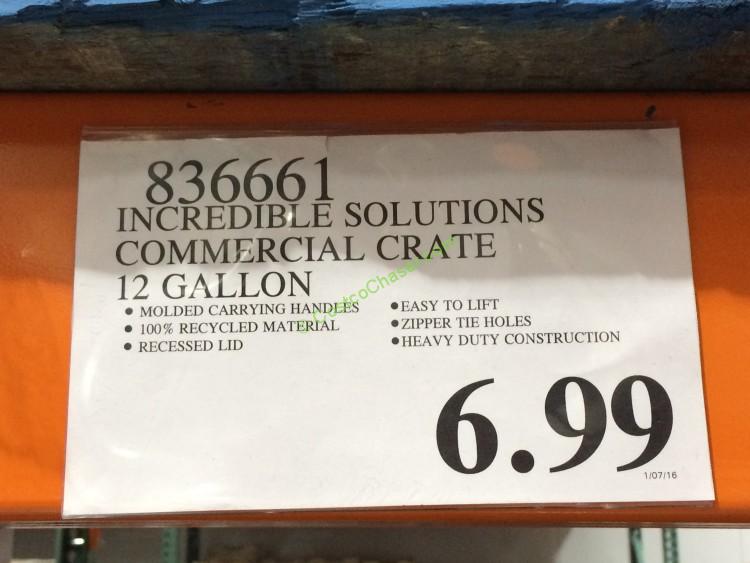 836661
INCREDIBLE SOLUTIONS
COMMERCIAL CRATE
12 GALLON
• MOLDED CARRYING HANDLES
• 100% RECYCLED MATERIAL
• RECESSED LID
• EASY TO LIFT
• ZIPPER TIE HOLES
• HEAVY DUTY CONSTRUCTION
6.99
1/07/16